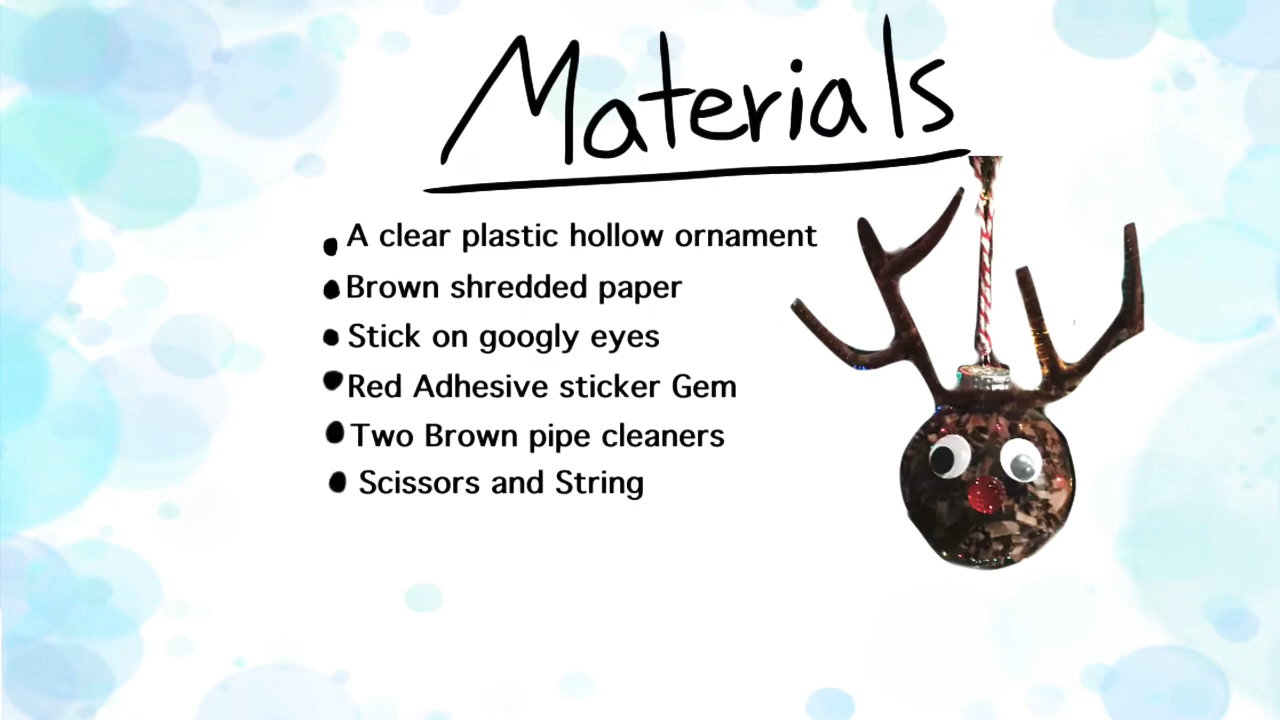 Materials
A clear plastic hollow ornament
Brown shredded paper
Stick on googly eyes
Red Adhesive sticker Gem
Two Brown pipe cleaners
Scissors and String